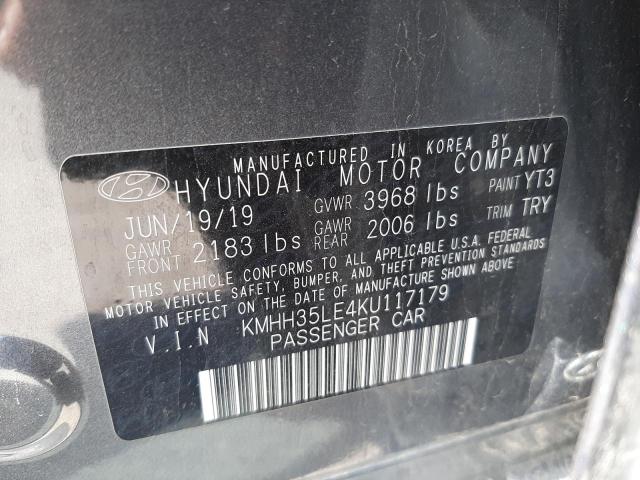 MANUFACTURED IN KOREA BY
HYUNDAI MOTOR COMPANY
JUN/19/19 GVWR 3968 lbs PAINT YT3
GAWR FRONT 2183 lbs GAWR REAR 2006 lbs TRIM TRY
THIS VEHICLE CONFORMS TO ALL APPLICABLE U.S.A. FEDERAL
MOTOR VEHICLE SAFETY, BUMPER, AND THEFT PREVENTION STANDARDS
IN EFFECT ON THE DATE OF MANUFACTURE SHOWN ABOVE.
V.I.N KMHH35LE4KU117179
PASSENGER CAR